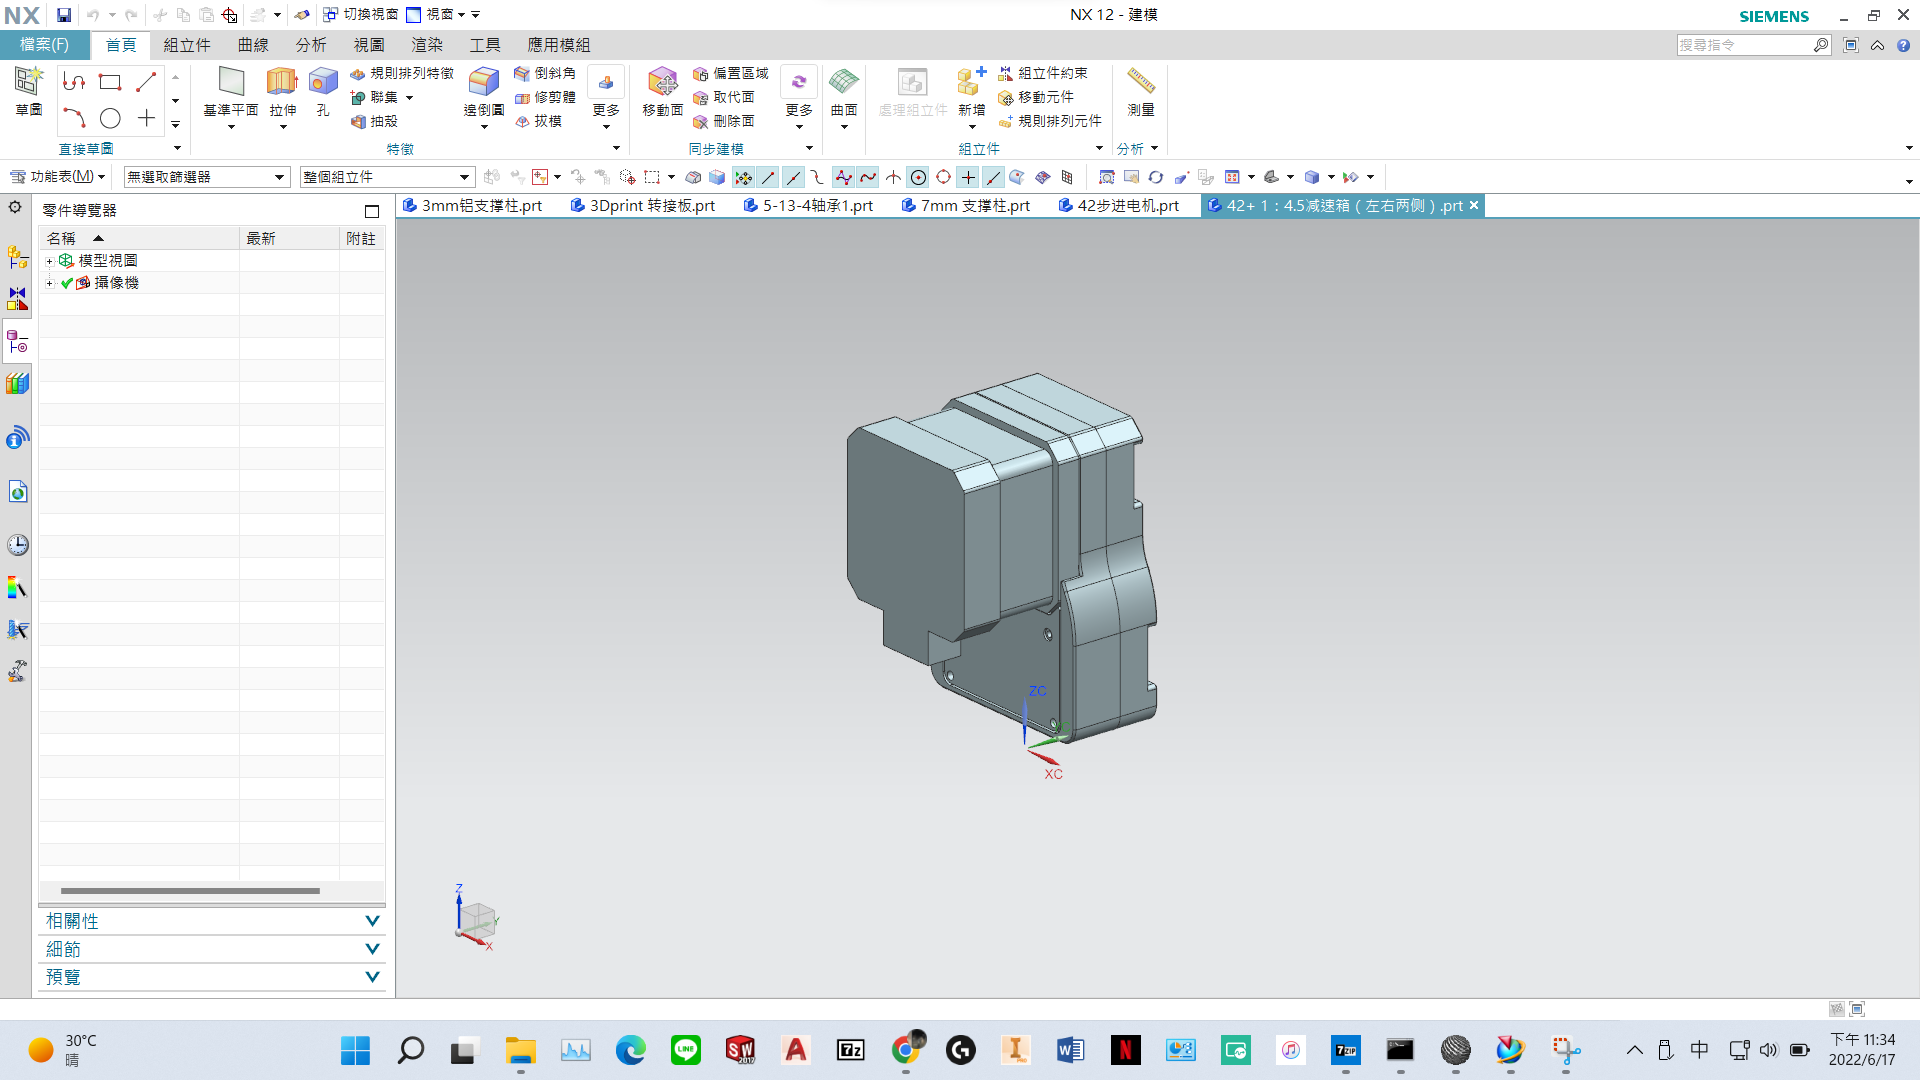 NX
切換視窗
視窗
NX 12 - 建模
SIEMENS
檔案(F)
首頁
組立件
曲線
分析
視圖
渲染
工具
應用模組
搜尋指令
草圖
直接草圖
基準平面
拉伸
孔
規則排列特徵
聯集
抽殼
邊倒圓
倒斜角
修剪體
拔模
更多
特徵
移動面
偏置區域
取代面
刪除面
更多
同步建模
曲面
處理組立件
新增
組立件約束
移動元件
規則排列元件
組立件
測量
分析
功能表(M)
無選取篩選器
整個組立件
零件導覽器
3mm铝支撑柱.prt
3Dprint 转接板.prt
5-13-4轴承1.prt
7mm 支撑柱.prt
42步进电机.prt
42+ 1：4.5减速箱（左右两侧）.prt
名稱
最新
附註
模型視圖
攝像機
ZC
XC
Z
Y
X
相關性
細節
預覽
30°C
晴
LINE
SW
2017
A
7z
I
PRO
W
N
7ZIP
中
下午 11:34
2022/6/17